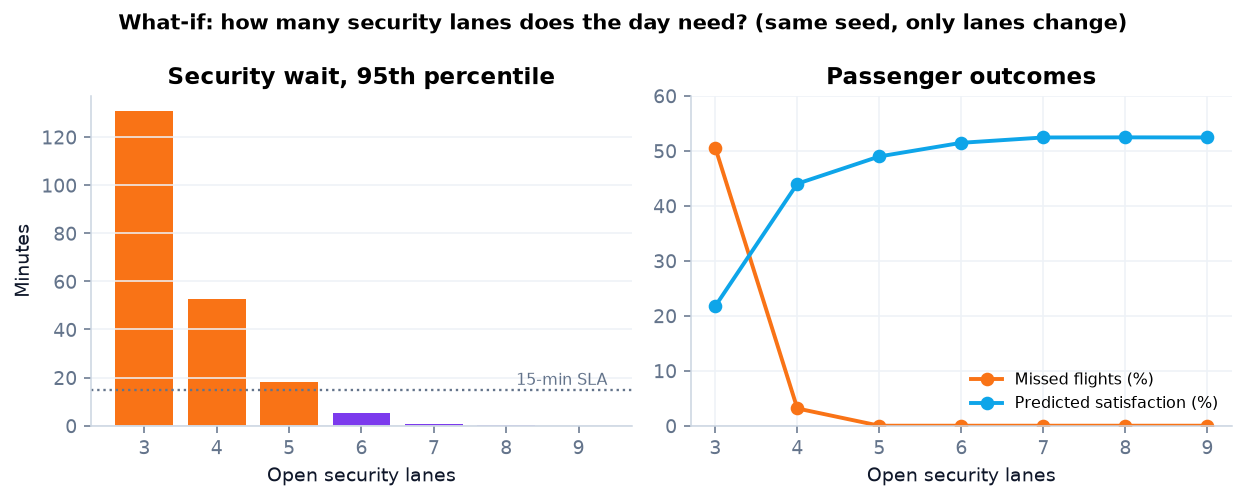 What-if: how many security lanes does the day need? (same seed, only lanes change)
Security wait, 95th percentile
Minutes
120
100
80
60
40
20
0
15-min SLA
3 4 5 6 7 8 9
Open security lanes
Passenger outcomes
60
50
40
30
20
10
0
Missed flights (%)
Predicted satisfaction (%)
3 4 5 6 7 8 9
Open security lanes